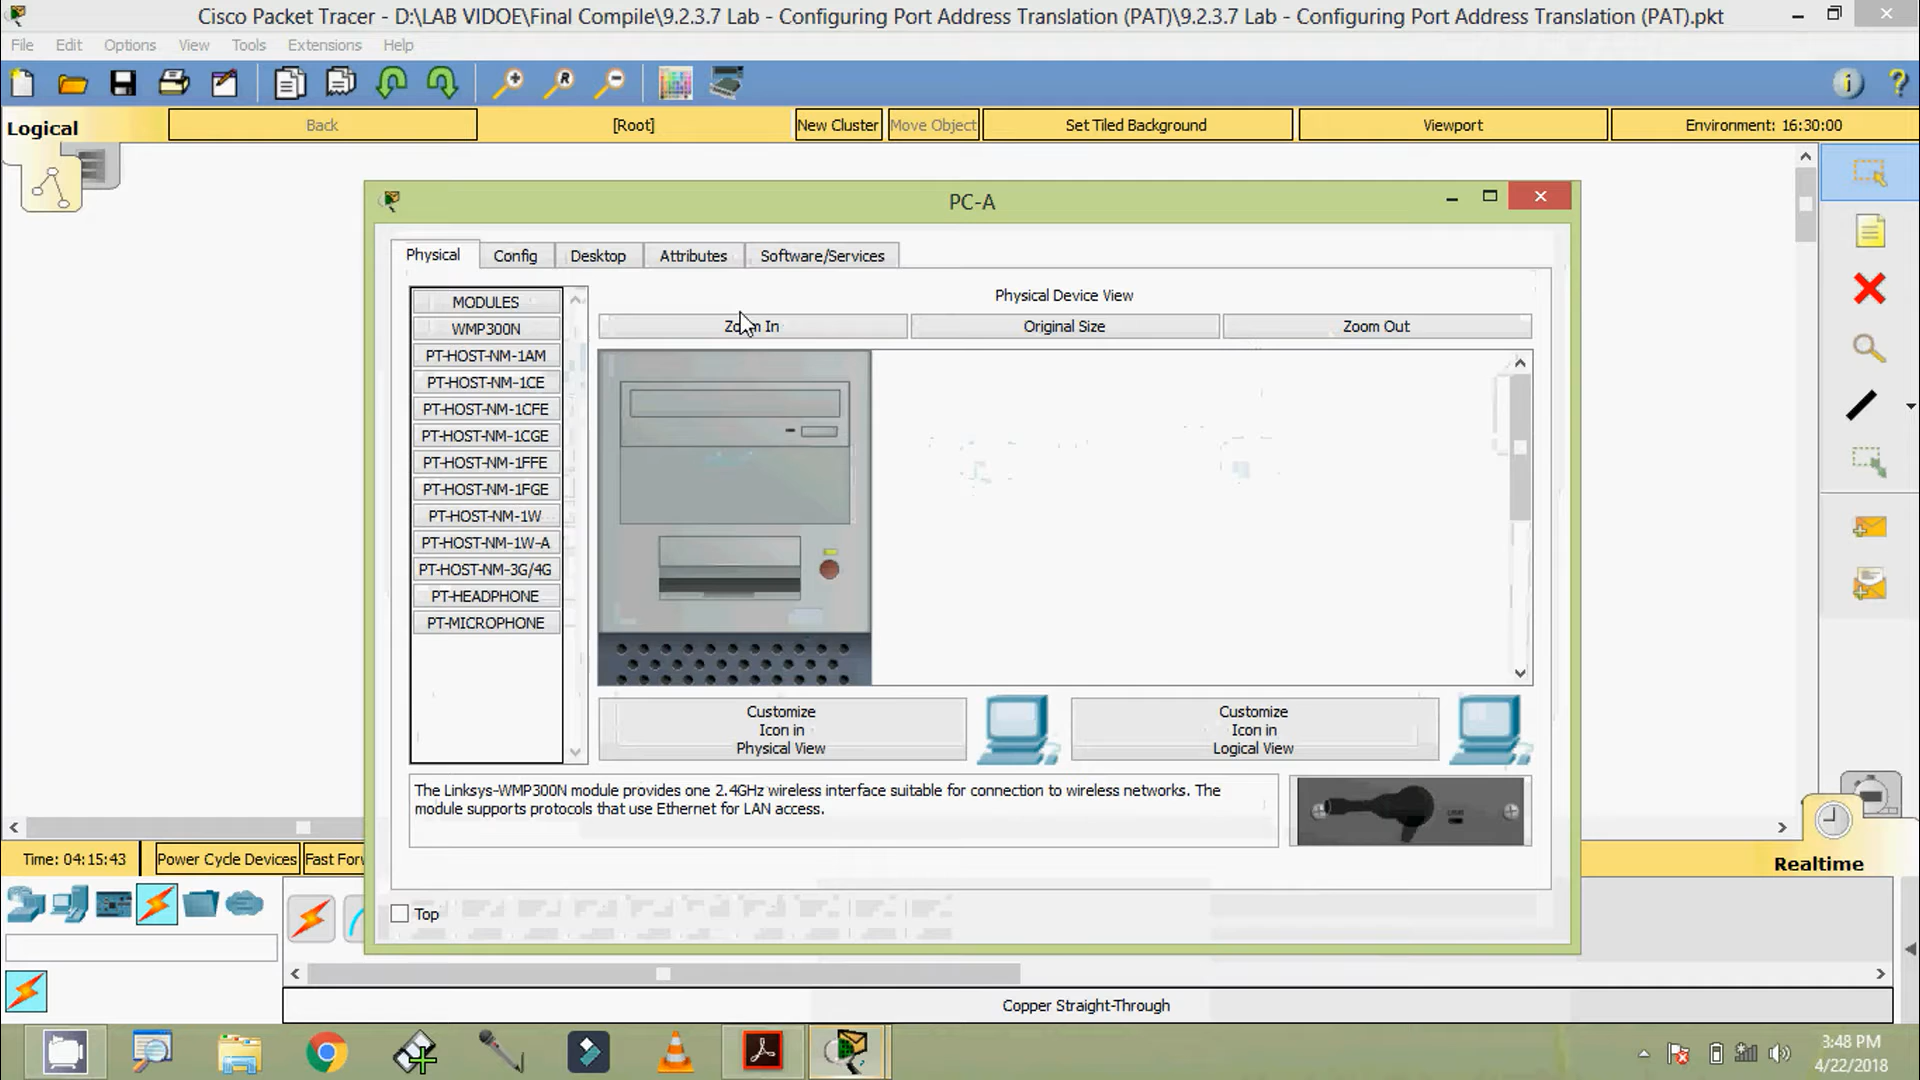 Cisco Packet Tracer - D:\LAB VIDOE\Final Compile\9.2.3.7 Lab - Configuring Port Address Translation (PAT)\9.2.3.7 Lab - Configuring Port Address Translation (PAT).pkt
File Edit Options View Tools Extensions Help
Logical Back [Root] New Cluster Move Object Set Tiled Background Viewport Environment: 16:30:00
PC-A
Physical Config Desktop Attributes Software/Services
MODULES
WMP300N
PT-HOST-NM-1AM
PT-HOST-NM-1CE
PT-HOST-NM-1CFE
PT-HOST-NM-1CGE
PT-HOST-NM-1FFE
PT-HOST-NM-1FGE
PT-HOST-NM-1W
PT-HOST-NM-1W-A
PT-HOST-NM-3G/4G
PT-HEADPHONE
PT-MICROPHONE
Physical Device View
Zoom In Original Size Zoom Out
Customize
Icon in
Physical View
Customize
Icon in
Logical View
The Linksys-WMP300N module provides one 2.4GHz wireless interface suitable for connection to wireless networks. The
module supports protocols that use Ethernet for LAN access.
Top
Time: 04:15:43 Power Cycle Devices Fast Forw
Realtime
Copper Straight-Through
3:48 PM
4/22/2018